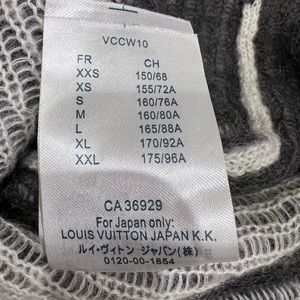 VCCW10
FR CH
XXS 150/68
XS 155/72A
S 160/76A
M 160/80A
L 165/88A
XL 170/92A
XXL 175/96A
CA 36929
For Japan only:
LOUIS VUITTON JAPAN K.K.
ルイ・ヴィトン ジャパン(株)
0120-00-1854